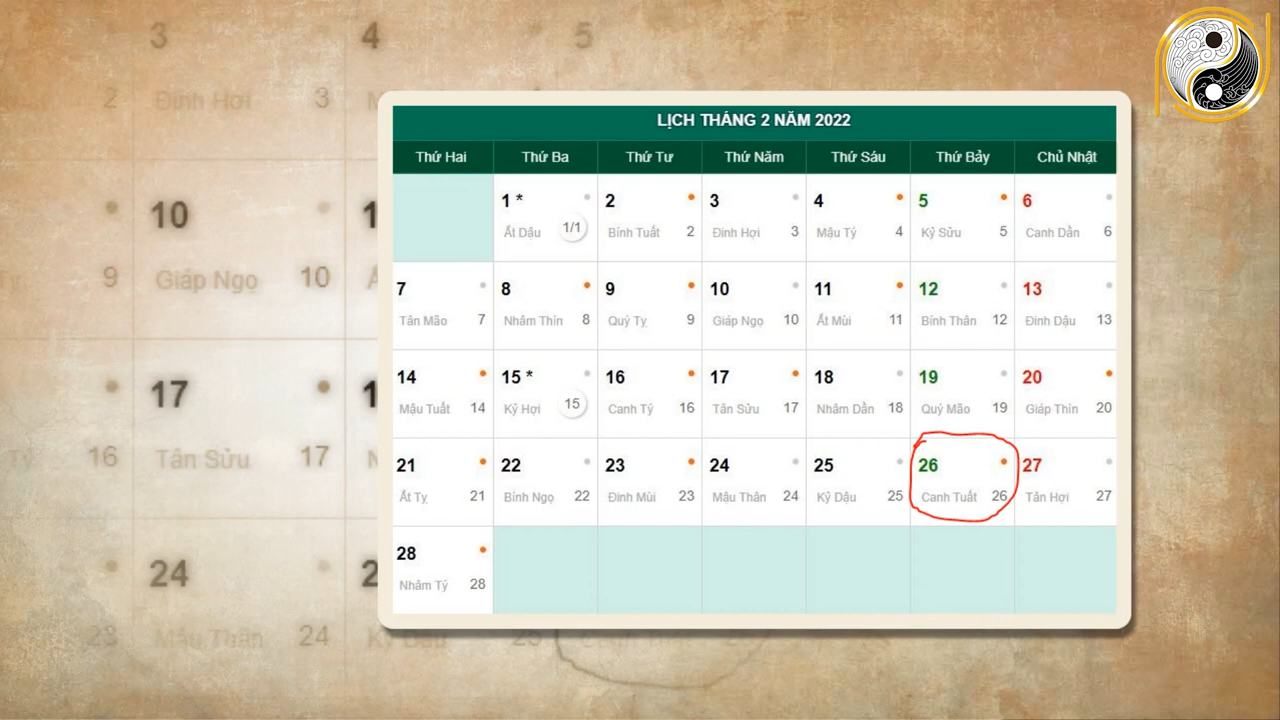 LỊCH THÁNG 2 NĂM 2022
Thứ Hai Thứ Ba Thứ Tư Thứ Năm Thứ Sáu Thứ Bảy Chủ Nhật
1 * 2 3 4 5 6
Ất Dậu 1/1 Bính Tuất 2 Đinh Hợi 3 Mậu Tý 4 Kỷ Sửu 5 Canh Dần 6
7 8 9 10 11 12 13
Tân Mão 7 Nhâm Thìn 8 Quý Tỵ 9 Giáp Ngọ 10 Ất Mùi 11 Bính Thân 12 Đinh Dậu 13
14 15 * 16 17 18 19 20
Mậu Tuất 14 Kỷ Hợi 15 Canh Tý 16 Tân Sửu 17 Nhâm Dần 18 Quý Mão 19 Giáp Thìn 20
21 22 23 24 25 26 27
Ất Tỵ 21 Bính Ngọ 22 Đinh Mùi 23 Mậu Thân 24 Kỷ Dậu 25 Canh Tuất 26 Tân Hợi 27
28
Nhâm Tý 28
3 4 5
2 Đinh Hợi 3
10
9 Giáp Ngọ 10
17
16 Tân Sửu 17
24
23 Mậu Thân 24 Kỷ Dậu 25